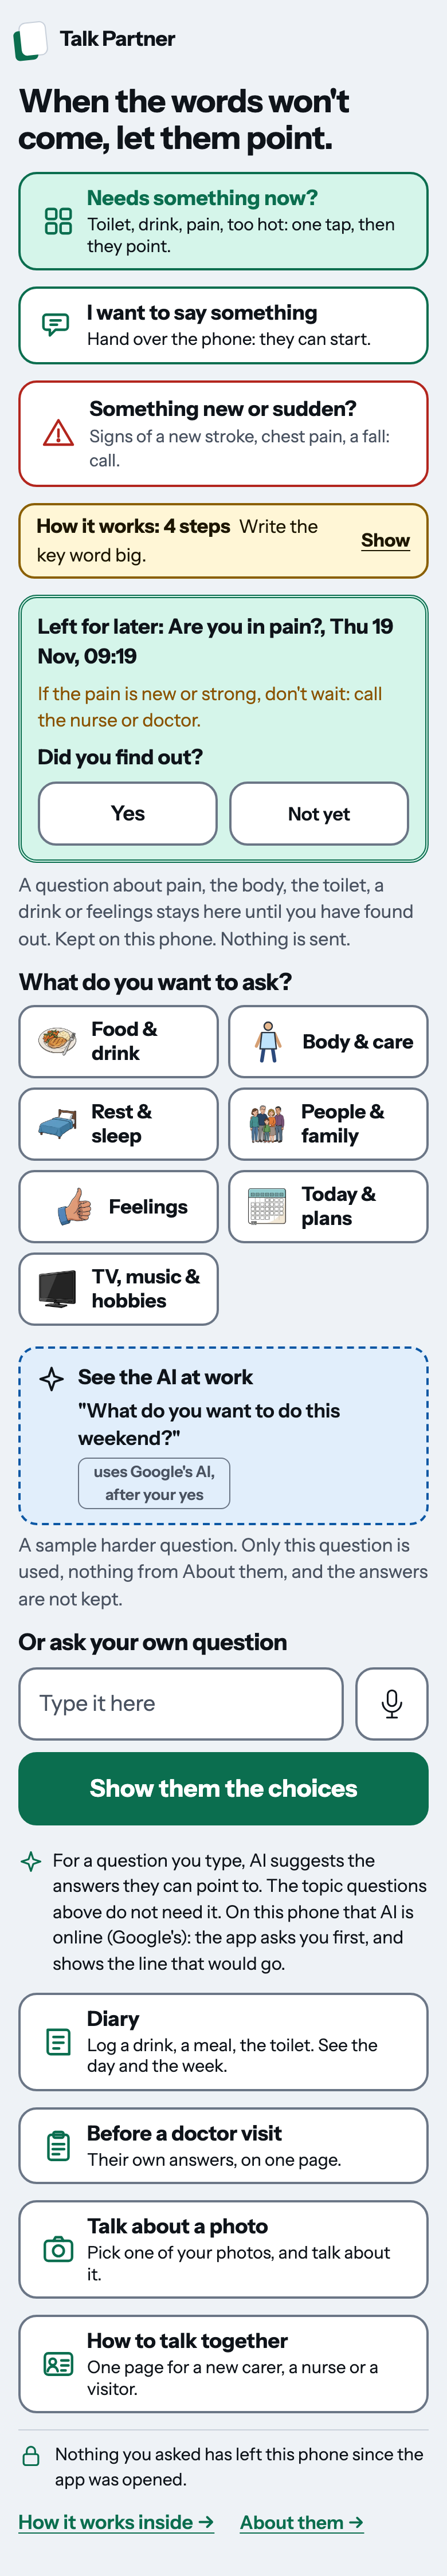 Talk Partner
When the words won't
come, let them point.
Needs something now?
Toilet, drink, pain, too hot: one tap, then
they point.
I want to say something
Hand over the phone: they can start.
Something new or sudden?
Signs of a new stroke, chest pain, a fall:
call.
How it works: 4 steps Write the
key word big.
Show
Left for later: Are you in pain?, Thu 19
Nov, 09:19
If the pain is new or strong, don't wait: call
the nurse or doctor.
Did you find out?
Yes
Not yet
A question about pain, the body, the toilet, a
drink or feelings stays here until you have found
out. Kept on this phone. Nothing is sent.
What do you want to ask?
Food &
drink
Body & care
Rest &
sleep
People &
family
Feelings
Today &
plans
TV, music &
hobbies
See the AI at work
"What do you want to do this
weekend?"
uses Google's AI,
after your yes
A sample harder question. Only this question is
used, nothing from About them, and the answers
are not kept.
Or ask your own question
Type it here
Show them the choices
For a question you type, AI suggests the
answers they can point to. The topic questions
above do not need it. On this phone that AI is
online (Google's): the app asks you first, and
shows the line that would go.
Diary
Log a drink, a meal, the toilet. See the
day and the week.
Before a doctor visit
Their own answers, on one page.
Talk about a photo
Pick one of your photos, and talk about
it.
How to talk together
One page for a new carer, a nurse or a
visitor.
Nothing you asked has left this phone since the
app was opened.
How it works inside →
About them →